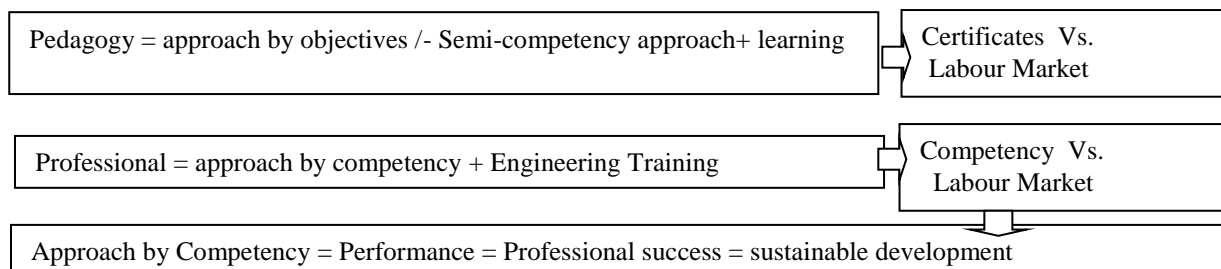 Pedagogy = approach by objectives /- Semi-competency approach+ learning
Certificates Vs.
Labour Market
Professional = approach by competency + Engineering Training
Competency Vs.
Labour Market
Approach by Competency = Performance = Professional success = sustainable development